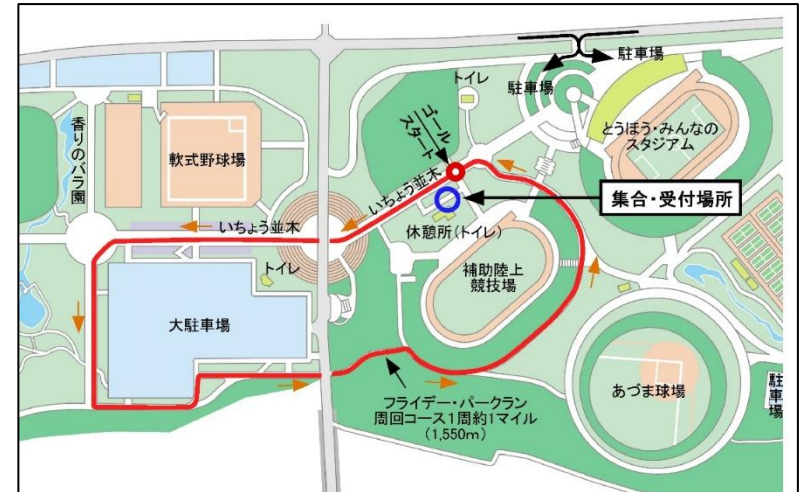 駐車場
駐車場
トイレ
ゴール
スタート
とうほう・みんなの
スタジアム
香りのバラ園
軟式野球場
いちょう並木
集合・受付場所
いちょう並木
休憩所(トイレ)
トイレ
補助陸上
競技場
大駐車場
あづま球場
駐車場
フライデー・パークラン
周回コース1周約1マイル
(1,550m)